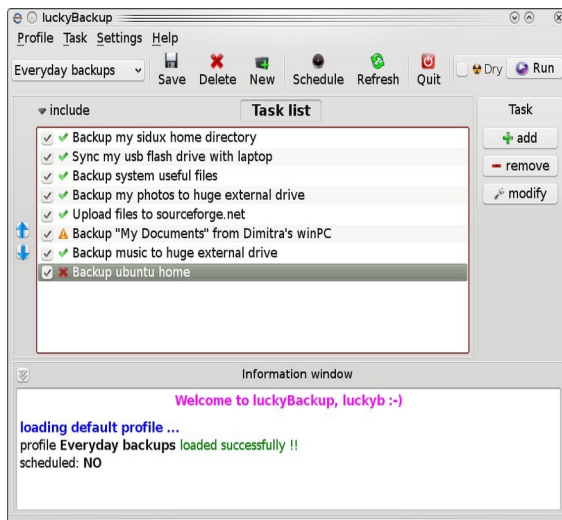 luckyBackup
Profile Task Settings Help
Everyday backups Save Delete New Schedule Refresh Quit Dry Run
include Task list Task
Backup my sidux home directory
Sync my usb flash drive with laptop
Backup system useful files
Backup my photos to huge external drive
Upload files to sourceforge.net
Backup "My Documents" from Dimitra's winPC
Backup music to huge external drive
Backup ubuntu home
add
remove
modify
Information window
Welcome to luckyBackup, luckyb :-)
loading default profile ...
profile Everyday backups loaded successfully !!
scheduled: NO